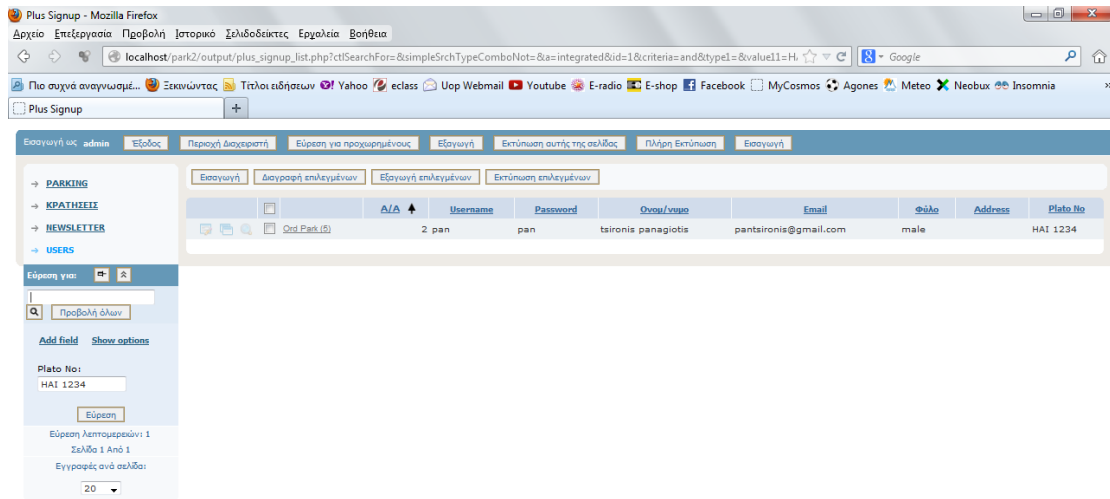 Plus Signup - Mozilla Firefox
Αρχείο Επεξεργασία Προβολή Ιστορικό Σελιδοδείκτες Εργαλεία Βοήθεια
localhost/park2/output/plus_signup_list.php?ctlSearchFor=&simpleSrchTypeComboNot=&a=integrated&id=1&criteria=and&type1=&value11=H, Google
Πιο συχνά αναγνωσμέ... Ξεκινώντας Τίτλοι ειδήσεων Yahoo eclass Uop Webmail Youtube E-radio E-shop Facebook MyCosmos Agones Meteo Neobux Insomnia »
Plus Signup +
Εισαγωγή ως admin Έξοδος Περιοχή Διαχειριστή Εύρεση για προχωρημένους Εξαγωγή Εκτύπωση αυτής της σελίδας Πλήρη Εκτύπωση Εισαγωγή
Εισαγωγή Διαγραφή επιλεγμένων Εξαγωγή επιλεγμένων Εκτύπωση επιλεγμένων
PARKING
ΚΡΑΤΗΣΕΙΣ
NEWSLETTER
USERS
A/A Username Password Ονομ/νυμο Email Φύλο Address Plato No
Ord Park (5) 2 pan pan tsironis panagiotis pantsironis@gmail.com male HAI 1234
Εύρεση για:
Προβολή όλων
Add field Show options
Plato No:
HAI 1234
Εύρεση
Εύρεση λεπτομερειών: 1
Σελίδα 1 Από 1
Εγγραφές ανά σελίδα:
20